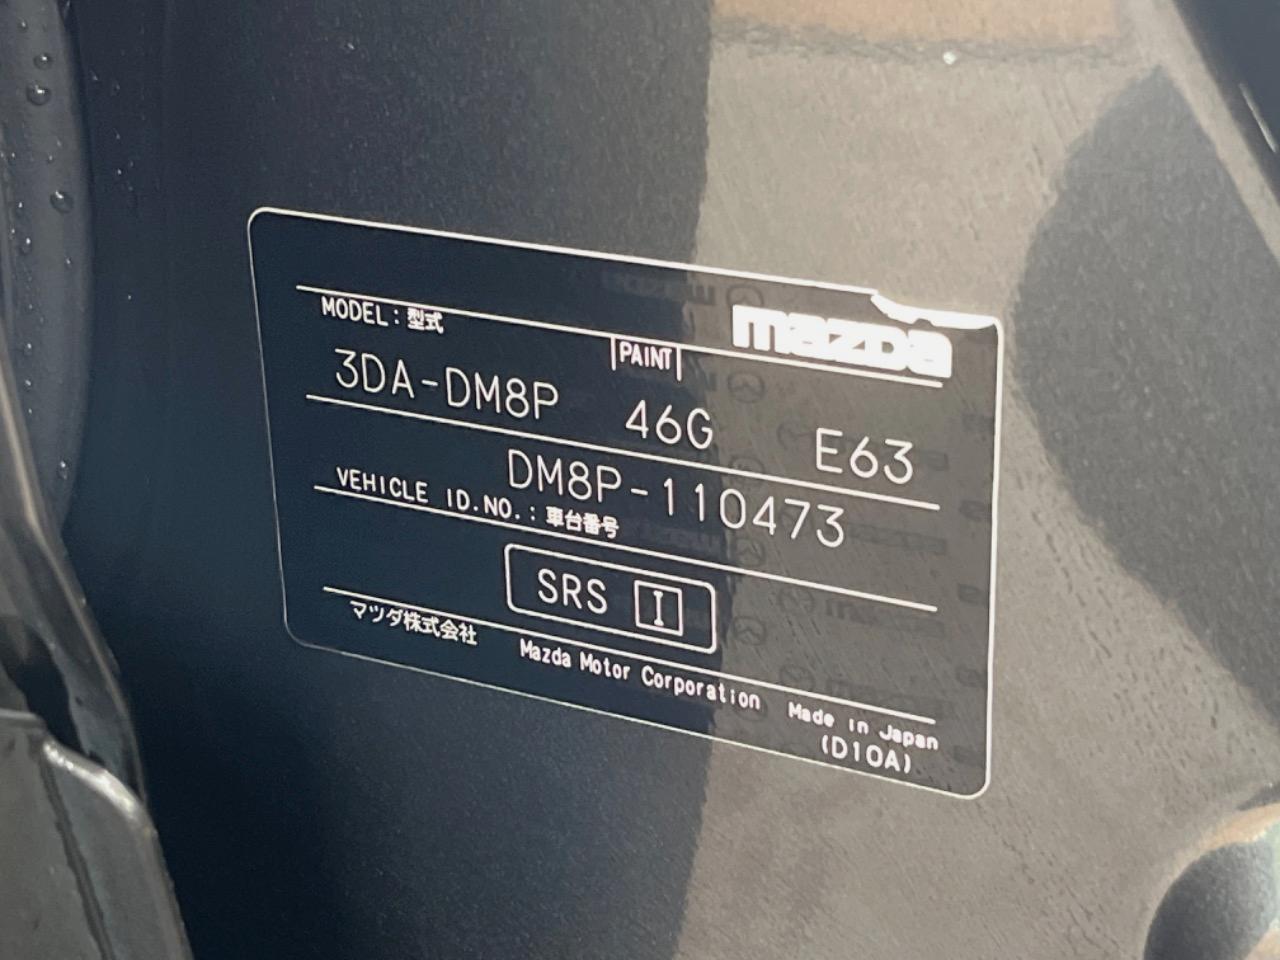 mazda
MODEL : 型式
PAINT
3DA-DM8P 46G E63
DM8P-110473
VEHICLE ID.NO. : 車台番号
SRS I
マツダ株式会社 Mazda Motor Corporation Made in Japan
(D10A)